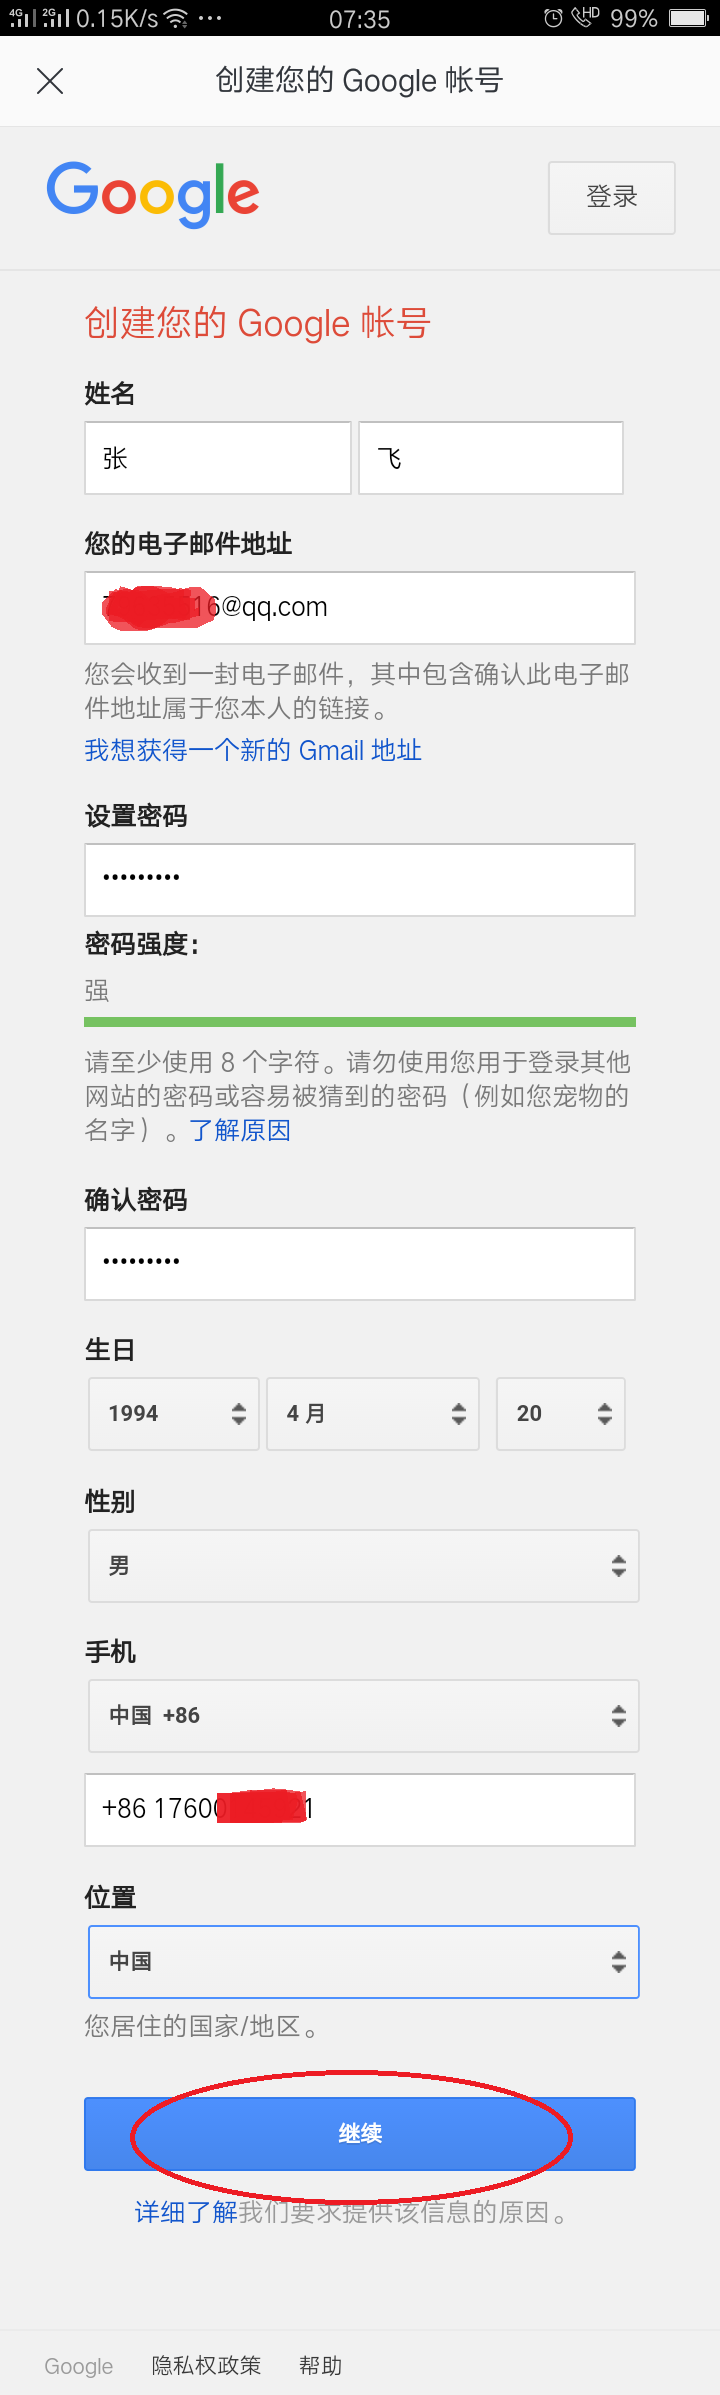 4G 2G 0.15K/s ··· 07:35 HD 99%
创建您的 Google 帐号
Google 登录
创建您的 Google 帐号
姓名
张 飞
您的电子邮件地址
16@qq.com
您会收到一封电子邮件，其中包含确认此电子邮
件地址属于您本人的链接。
我想获得一个新的 Gmail 地址
设置密码
•••••••••
密码强度：
强
请至少使用 8 个字符。请勿使用您用于登录其他
网站的密码或容易被猜到的密码（例如您宠物的
名字）。了解原因
确认密码
•••••••••
生日
1994 4 月 20
性别
男
手机
中国 +86
+86 17600 21
位置
中国
您居住的国家/地区。
继续
详细了解我们要求提供该信息的原因。
Google 隐私权政策 帮助